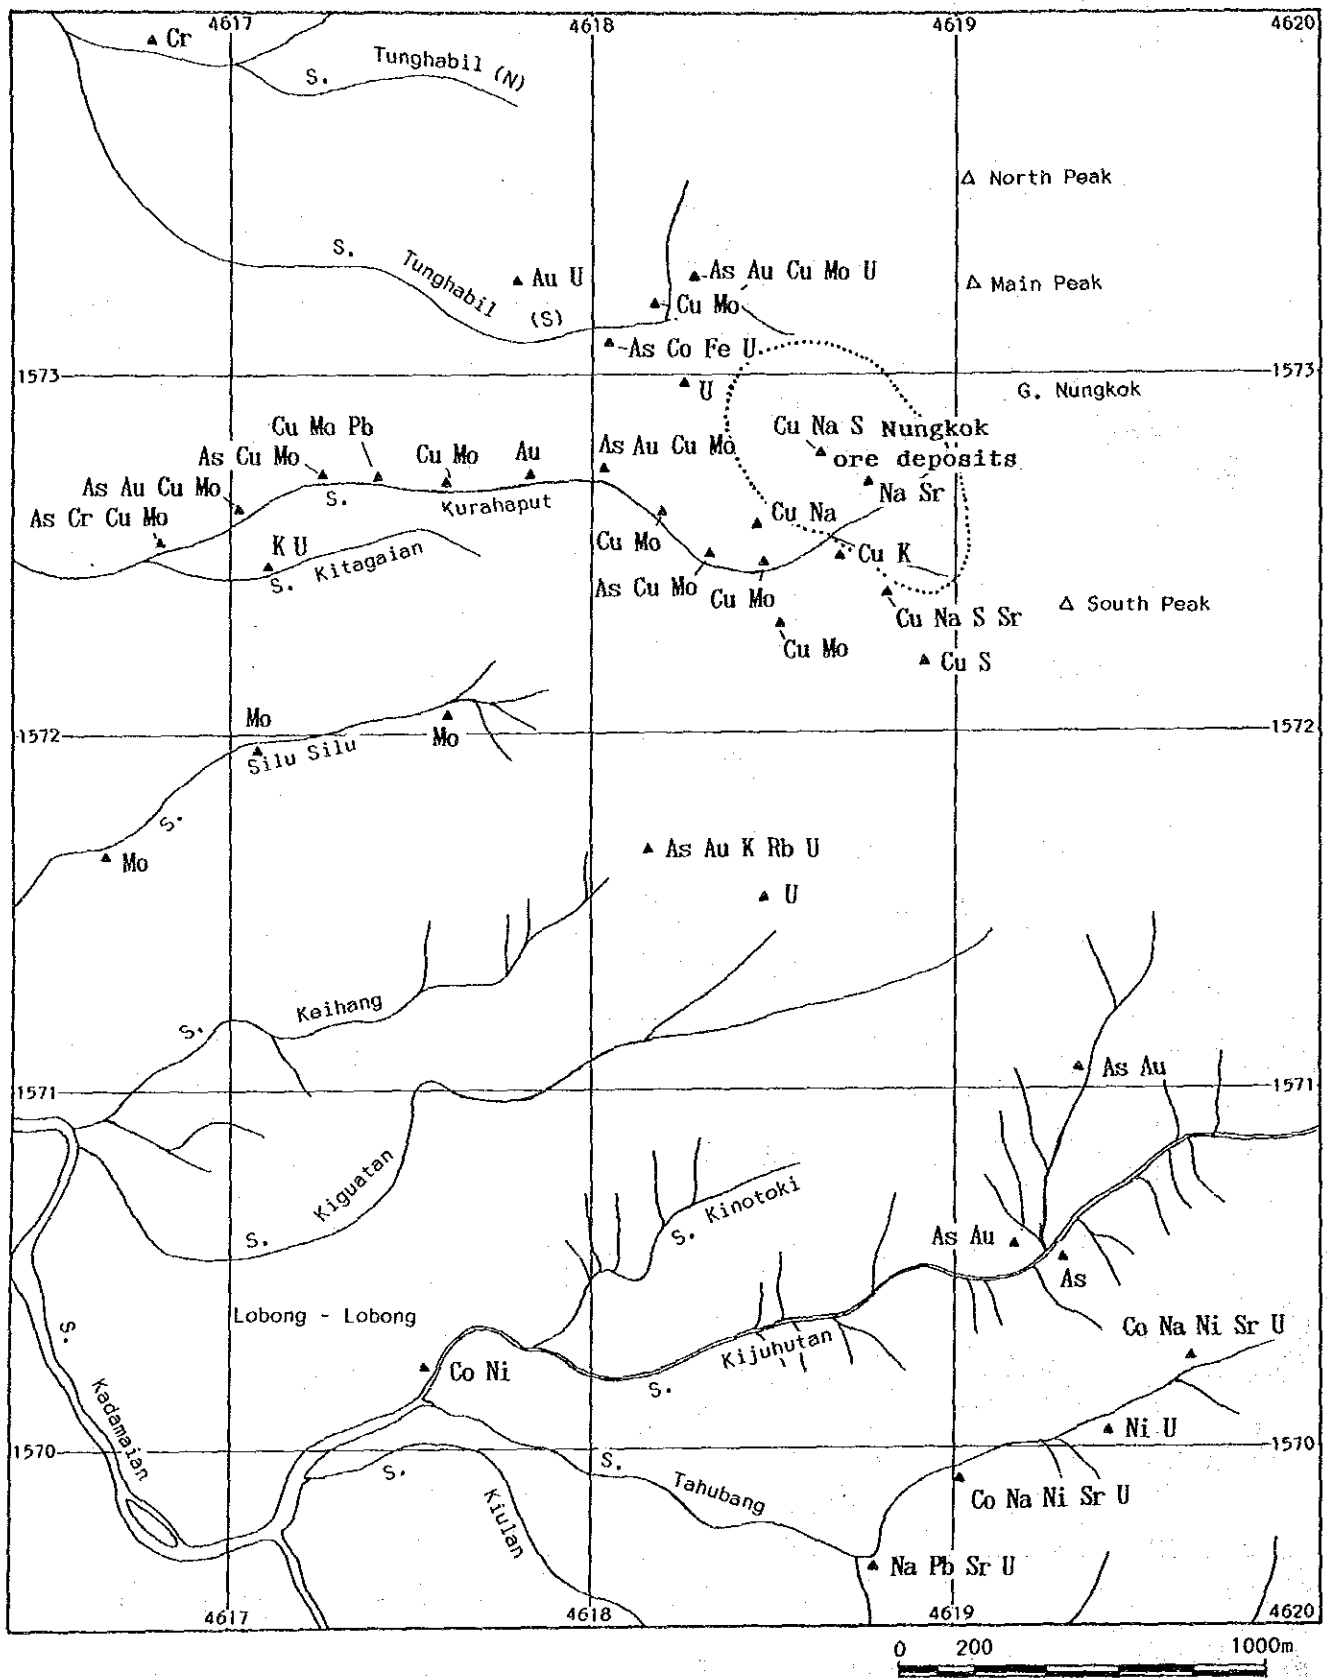 4617 4618 4619 4620
Cr
Tunghabil (N)
S.
North Peak
S.
Tunghabil
(S)
Au U
As Au Cu Mo U
Cu Mo
Main Peak
As Co Fe U
1573 1573
U
G. Nungkok
Cu Mo Pb
As Cu Mo
Cu Mo
Au
As Au Cu Mo
Cu Na S
Nungkok
ore deposits
As Au Cu Mo
Na Sr
S.
Kurahaput
As Cr Cu Mo
Cu Na
K U
Cu Mo
Cu K
S. Kitagaian
As Cu Mo
Cu Mo
South Peak
Cu Na S Sr
Cu Mo
Cu S
Mo
Mo
1572
1572
Silu Silu
S.
Mo
As Au K Rb U
U
Keihang
S.
As Au
1571 1571
Kiguatan
S.
S. Kinotoki
As Au
As
Lobong - Lobong
S.
Co Na Ni Sr U
Kijuhutan
S.
Co Ni
Kadamaian
Ni U
1570 1570
S.
S.
Tahubang
Kiulan
Co Na Ni Sr U
Na Pb Sr U
4617 4618 4619 4620
0 200 1000m